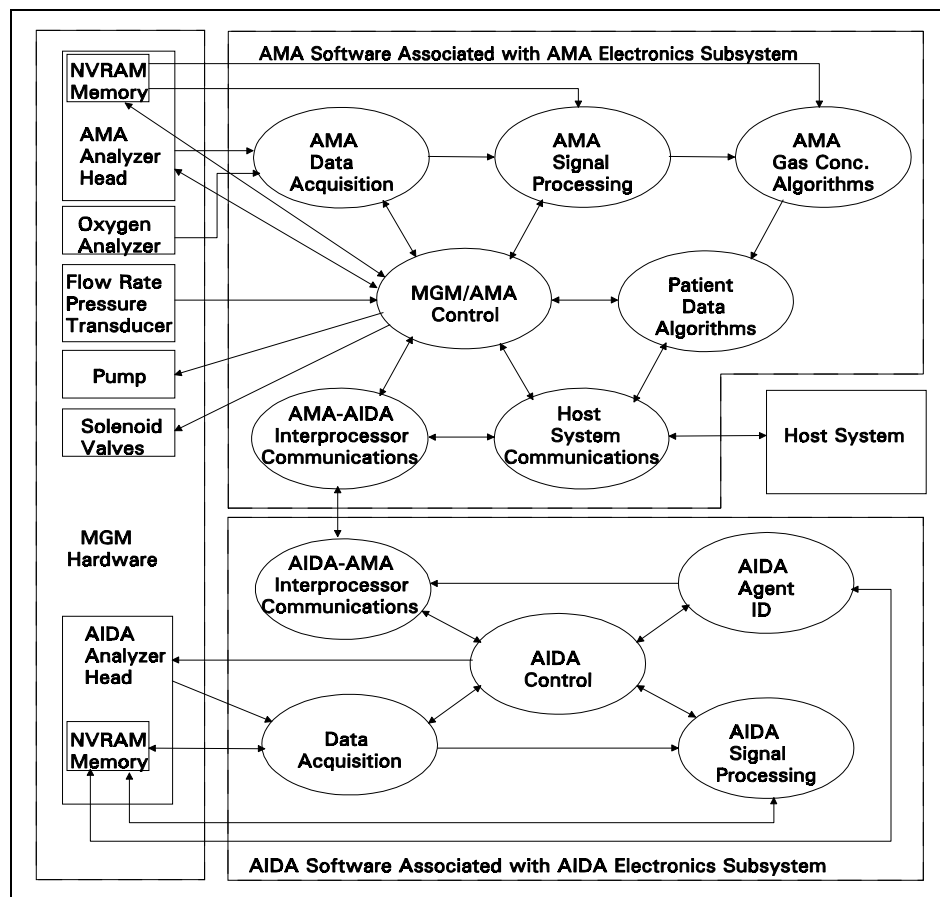 AMA Software Associated with AMA Electronics Subsystem
NVRAM
Memory
AMA
Analyzer
Head
AMA
Data
Acquisition
AMA
Signal
Processing
AMA
Gas Conc.
Algorithms
Oxygen
Analyzer
Flow Rate
Pressure
Transducer
MGM/AMA
Control
Patient
Data
Algorithms
Pump
Solenoid
Valves
AMA-AIDA
Interprocessor
Communications
Host
System
Communications
Host System
MGM
Hardware
AIDA-AMA
Interprocessor
Communications
AIDA
Agent
ID
AIDA
Analyzer
Head
AIDA
Control
NVRAM
Memory
Data
Acquisition
AIDA
Signal
Processing
AIDA Software Associated with AIDA Electronics Subsystem